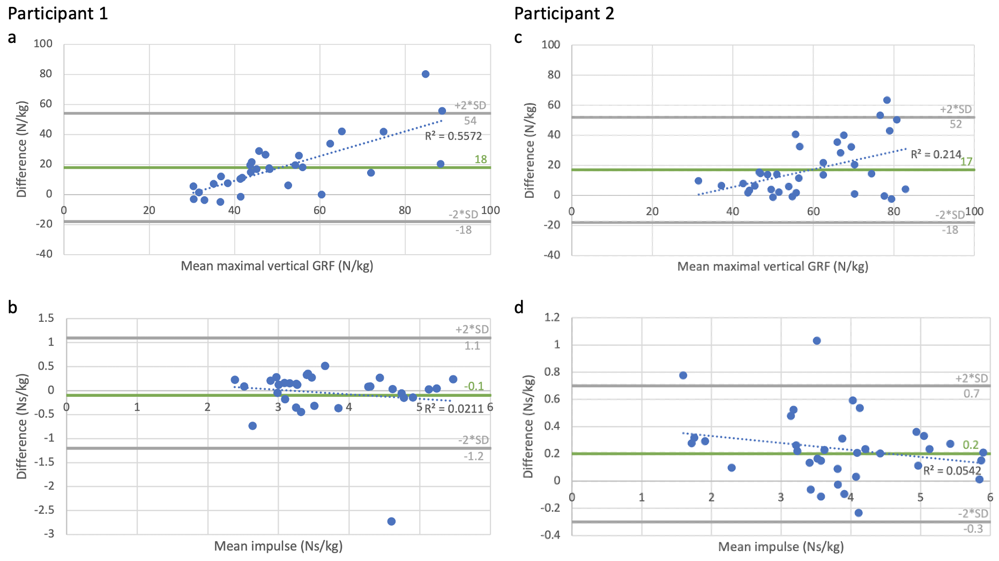 Participant 1
Participant 2
a
100
80
60
40
20
0
-20
-40
0
20
40
60
80
100
+2*SD
54
R² = 0.5572
18
-2*SD
-18
Difference (N/kg)
Mean maximal vertical GRF (N/kg)
c
100
80
60
40
20
0
-20
-40
0
20
40
60
80
100
+2*SD
52
R² = 0.214
17
-2*SD
-18
Difference (N/kg)
Mean maximal vertical GRF (N/kg)
b
1.5
1
0.5
0
-0.5
-1
-1.5
-2
-2.5
-3
0
1
2
3
4
5
6
+2*SD
1.1
-0.1
R² = 0.0211
-2*SD
-1.2
Difference (Ns/kg)
Mean impulse (Ns/kg)
d
1.2
1
0.8
0.6
0.4
0.2
0
-0.2
-0.4
0
1
2
3
4
5
6
+2*SD
0.7
0.2
R² = 0.0542
-2*SD
-0.3
Difference (Ns/kg)
Mean impulse (Ns/kg)